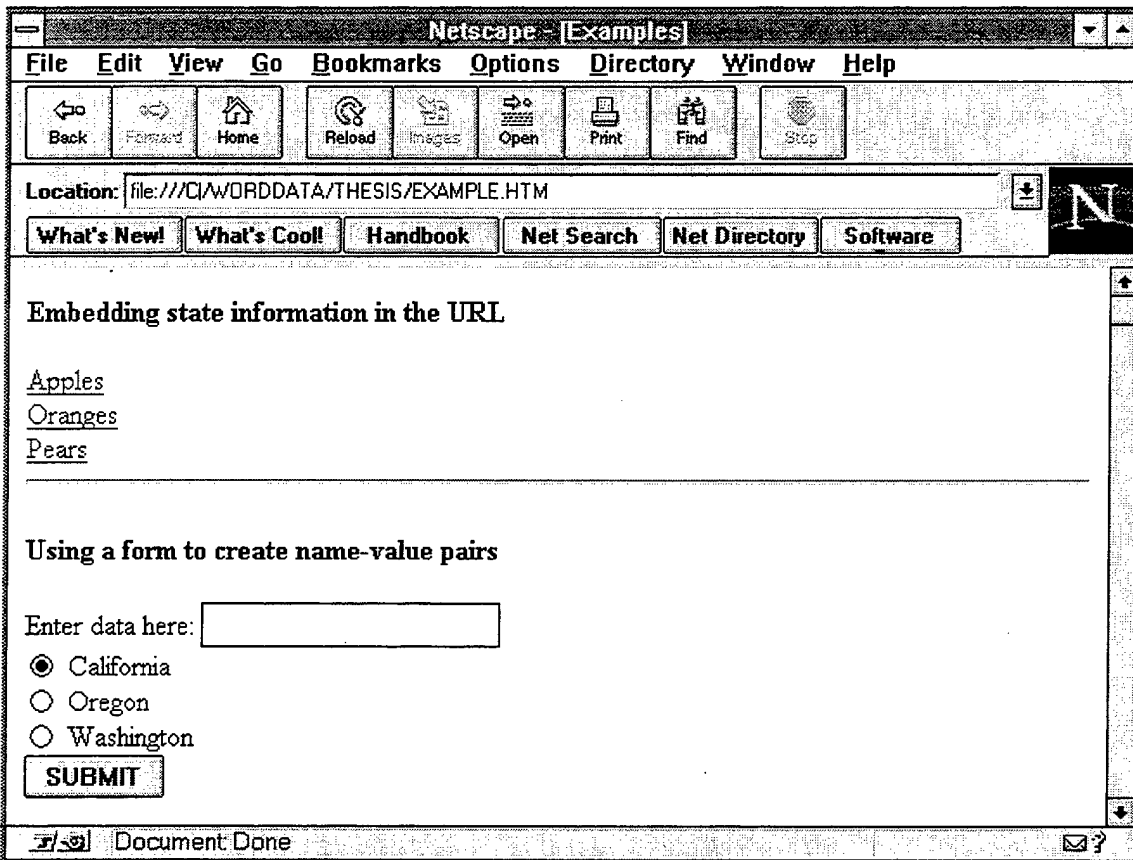 Netscape - [Examples]
File Edit View Go Bookmarks Options Directory Window Help
Back Forward Home Reload Images Open Print Find Stop
Location: file:///C|/WORDDATA/THESIS/EXAMPLE.HTM
N
What's New! What's Cool! Handbook Net Search Net Directory Software
Embedding state information in the URL
Apples
Oranges
Pears
Using a form to create name-value pairs
Enter data here:
California
Oregon
Washington
SUBMIT
Document: Done
?